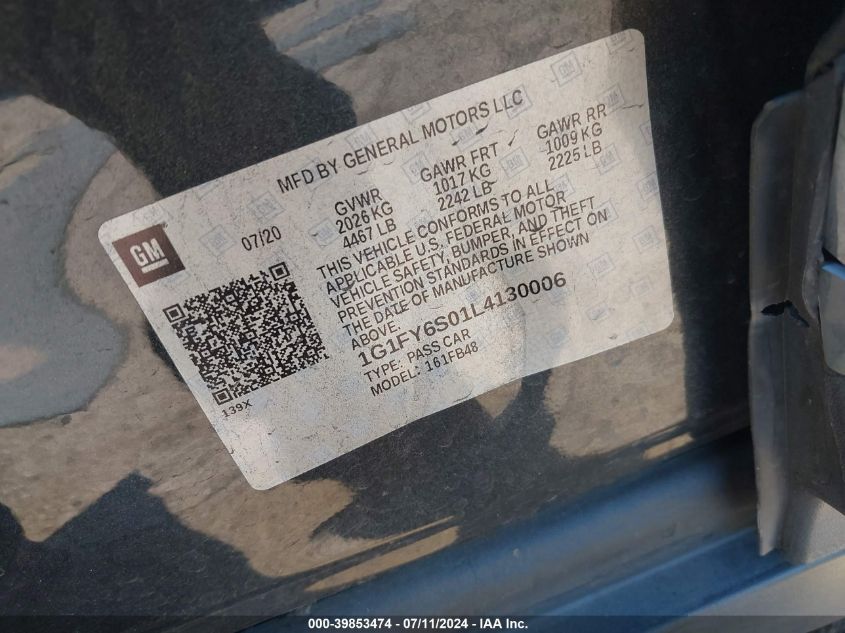 MFD BY GENERAL MOTORS LLC
GM
07/20
GVWR
2026 KG
4467 LB
GAWR FRT
1017 KG
2242 LB
GAWR RR
1009 KG
2225 LB
THIS VEHICLE CONFORMS TO ALL
APPLICABLE U.S. FEDERAL MOTOR
VEHICLE SAFETY, BUMPER, AND THEFT
PREVENTION STANDARDS IN EFFECT ON
THE DATE OF MANUFACTURE SHOWN
ABOVE.
1G1FY6S01L4130006
TYPE: PASS CAR
MODEL: 161FB48
139X
000-39853474 - 07/11/2024 - IAA Inc.